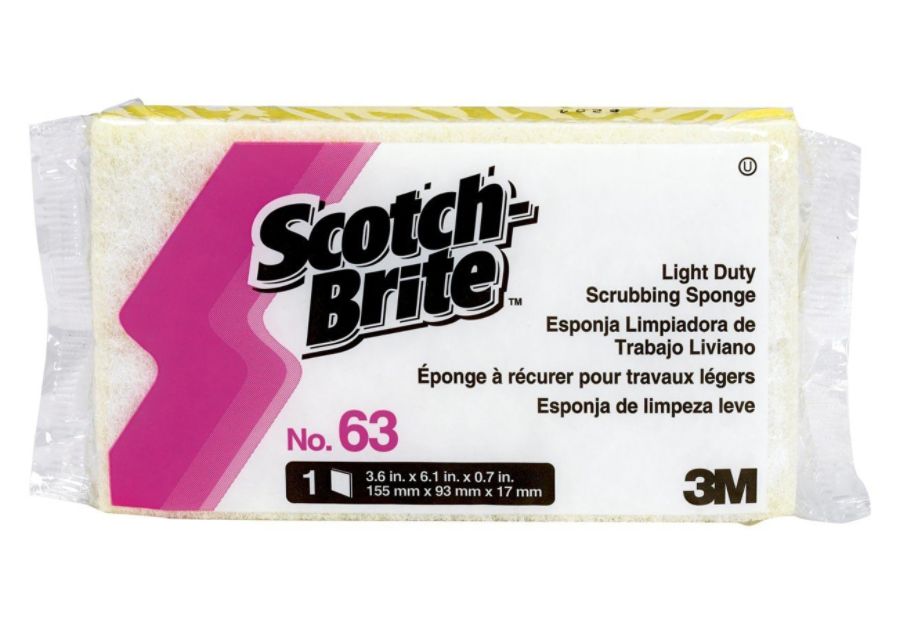 Scotch-
Brite™
Ⓤ
Light Duty
Scrubbing Sponge
Esponja Limpiadora de
Trabajo Liviano
Éponge à récurer pour travaux légers
Esponja de limpeza leve
No. 63
1
3.6 in. x 6.1 in. x 0.7 in.
155 mm x 93 mm x 17 mm
3M